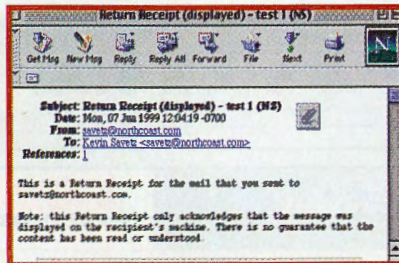 Return Receipt (displayed) - test 1 (NS)
Get Msg New Msg Reply Reply All Forward File Next Print
N
Subject: Return Receipt (displayed) - test 1 (NS)
Date: Mon, 07 Jun 1999 12:04:19 -0700
From: savetz@northcoast.com
To: Kevin Savetz <savetz@northcoast.com>
References: 1
This is a Return Receipt for the mail that you sent to
savetz@northcoast.com.
Note: this Return Receipt only acknowledges that the message was
displayed on the recipient's machine. There is no guarantee that the
content has been read or understood.